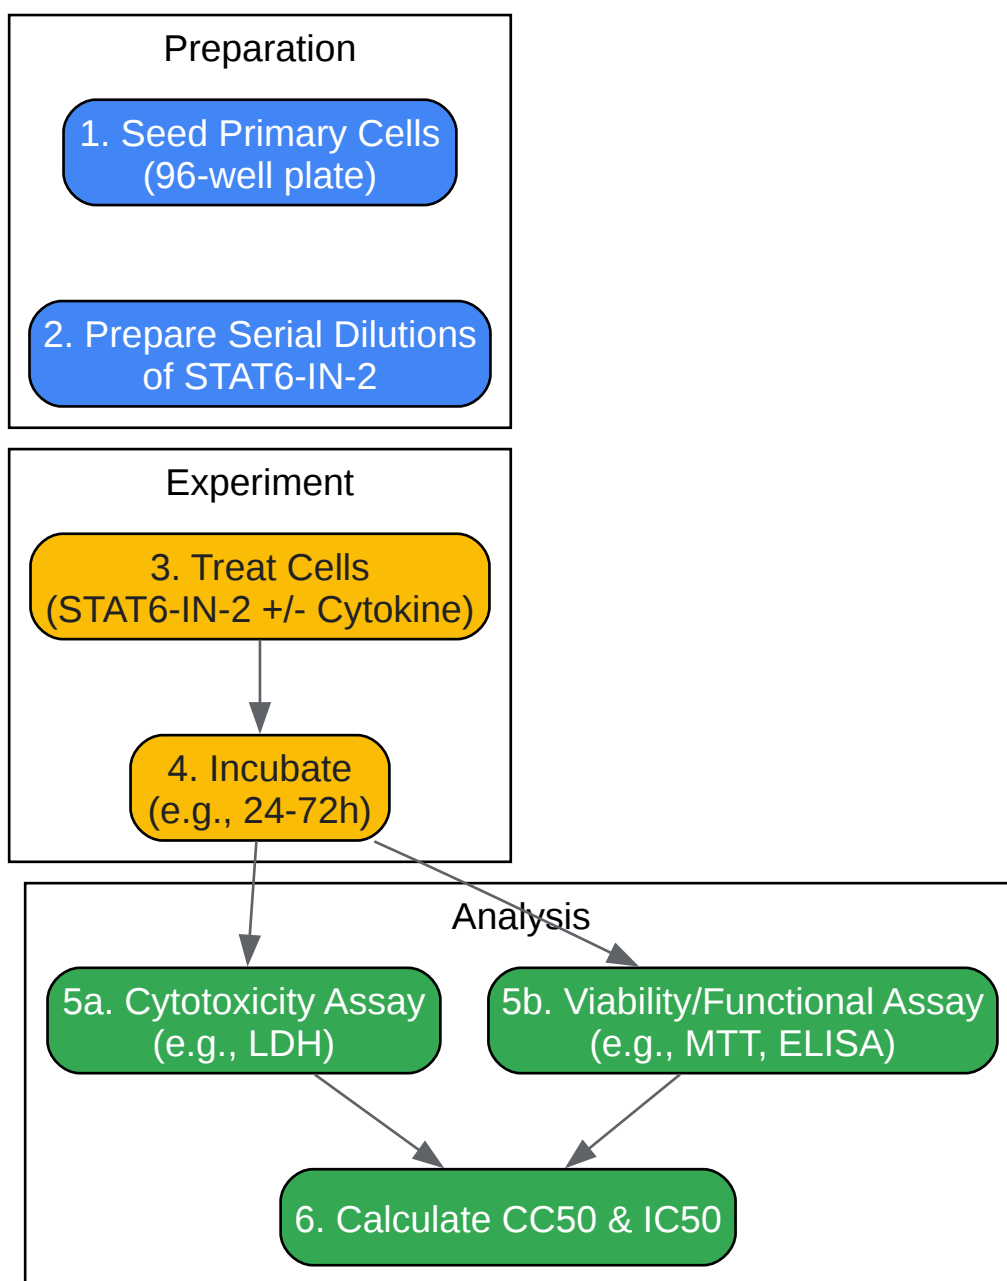 Preparation
1. Seed Primary Cells
(96-well plate)
2. Prepare Serial Dilutions
of STAT6-IN-2
Experiment
3. Treat Cells
(STAT6-IN-2 +/- Cytokine)
4. Incubate
(e.g., 24-72h)
Analysis
5a. Cytotoxicity Assay
(e.g., LDH)
5b. Viability/Functional Assay
(e.g., MTT, ELISA)
6. Calculate CC50 & IC50